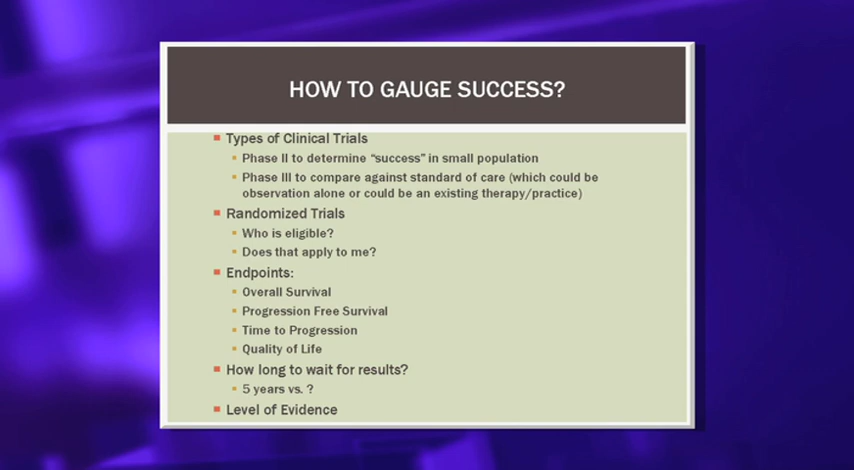 HOW TO GAUGE SUCCESS?
Types of Clinical Trials
Phase II to determine “success” in small population
Phase III to compare against standard of care (which could be
observation alone or could be an existing therapy/practice)
Randomized Trials
Who is eligible?
Does that apply to me?
Endpoints:
Overall Survival
Progression Free Survival
Time to Progression
Quality of Life
How long to wait for results?
5 years vs. ?
Level of Evidence